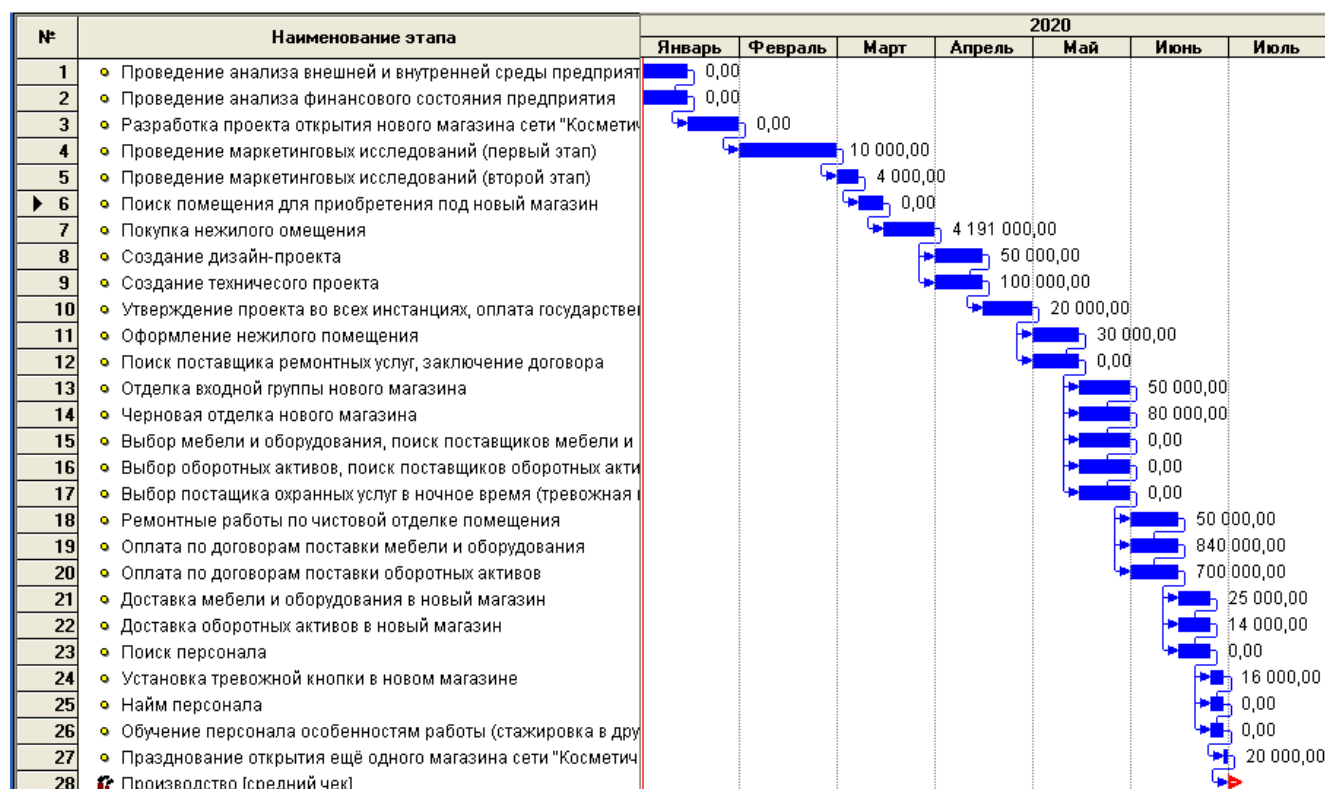 № Наименование этапа 2020
Январь Февраль Март Апрель Май Июнь Июль
1 Проведение анализа внешней и внутренней среды предприят 0,00
2 Проведение анализа финансового состояния предприятия 0,00
3 Разработка проекта открытия нового магазина сети "Космети 0,00
4 Проведение маркетинговых исследований (первый этап) 10 000,00
5 Проведение маркетинговых исследований (второй этап) 4 000,00
6 Поиск помещения для приобретения под новый магазин 0,00
7 Покупка нежилого омещения 4 191 000,00
8 Создание дизайн-проекта 50 000,00
9 Создание техничесого проекта 100 000,00
10 Утверждение проекта во всех инстанциях, оплата государстве 20 000,00
11 Оформление нежилого помещения 30 000,00
12 Поиск поставщика ремонтных услуг, заключение договора 0,00
13 Отделка входной группы нового магазина 50 000,00
14 Черновая отделка нового магазина 80 000,00
15 Выбор мебели и оборудования, поиск поставщиков мебели и 0,00
16 Выбор оборотных активов, поиск поставщиков оборотных акти 0,00
17 Выбор постащика охранных услуг в ночное время (тревожная 0,00
18 Ремонтные работы по чистовой отделке помещения 50 000,00
19 Оплата по договорам поставки мебели и оборудования 840 000,00
20 Оплата по договорам поставки оборотных активов 700 000,00
21 Доставка мебели и оборудования в новый магазин 25 000,00
22 Доставка оборотных активов в новый магазин 14 000,00
23 Поиск персонала 0,00
24 Установка тревожной кнопки в новом магазине 16 000,00
25 Найм персонала 0,00
26 Обучение персонала особенностям работы (стажировка в дру 0,00
27 Празднование открытия ещё одного магазина сети "Косметич 20 000,00
28 Производство [средний чек]